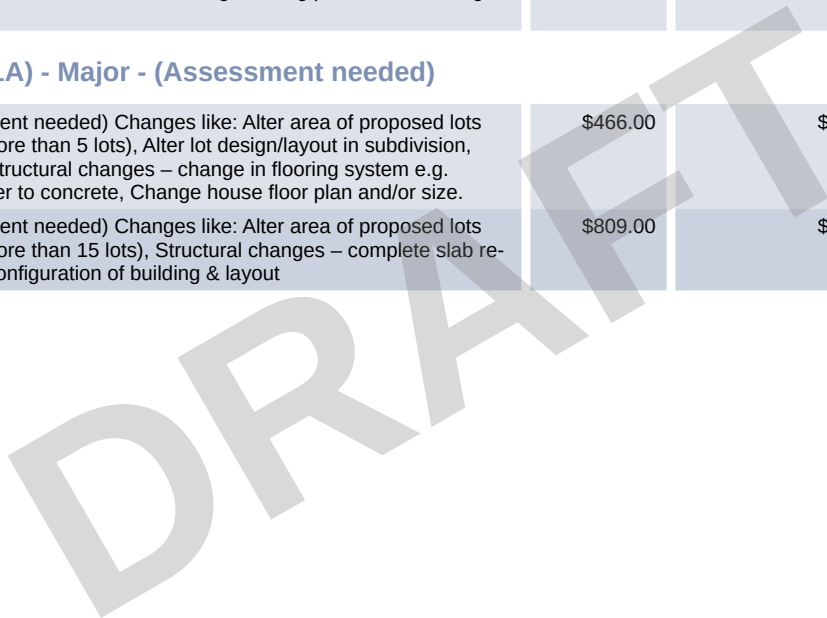 A) - Major - (Assessment needed)
ent needed) Changes like: Alter area of proposed lots $466.00 $
ore than 5 lots), Alter lot design/layout in subdivision,
tructural changes – change in flooring system e.g.
er to concrete, Change house floor plan and/or size.
ent needed) Changes like: Alter area of proposed lots $809.00 $
ore than 15 lots), Structural changes – complete slab re-
onfiguration of building & layout
DRAFT